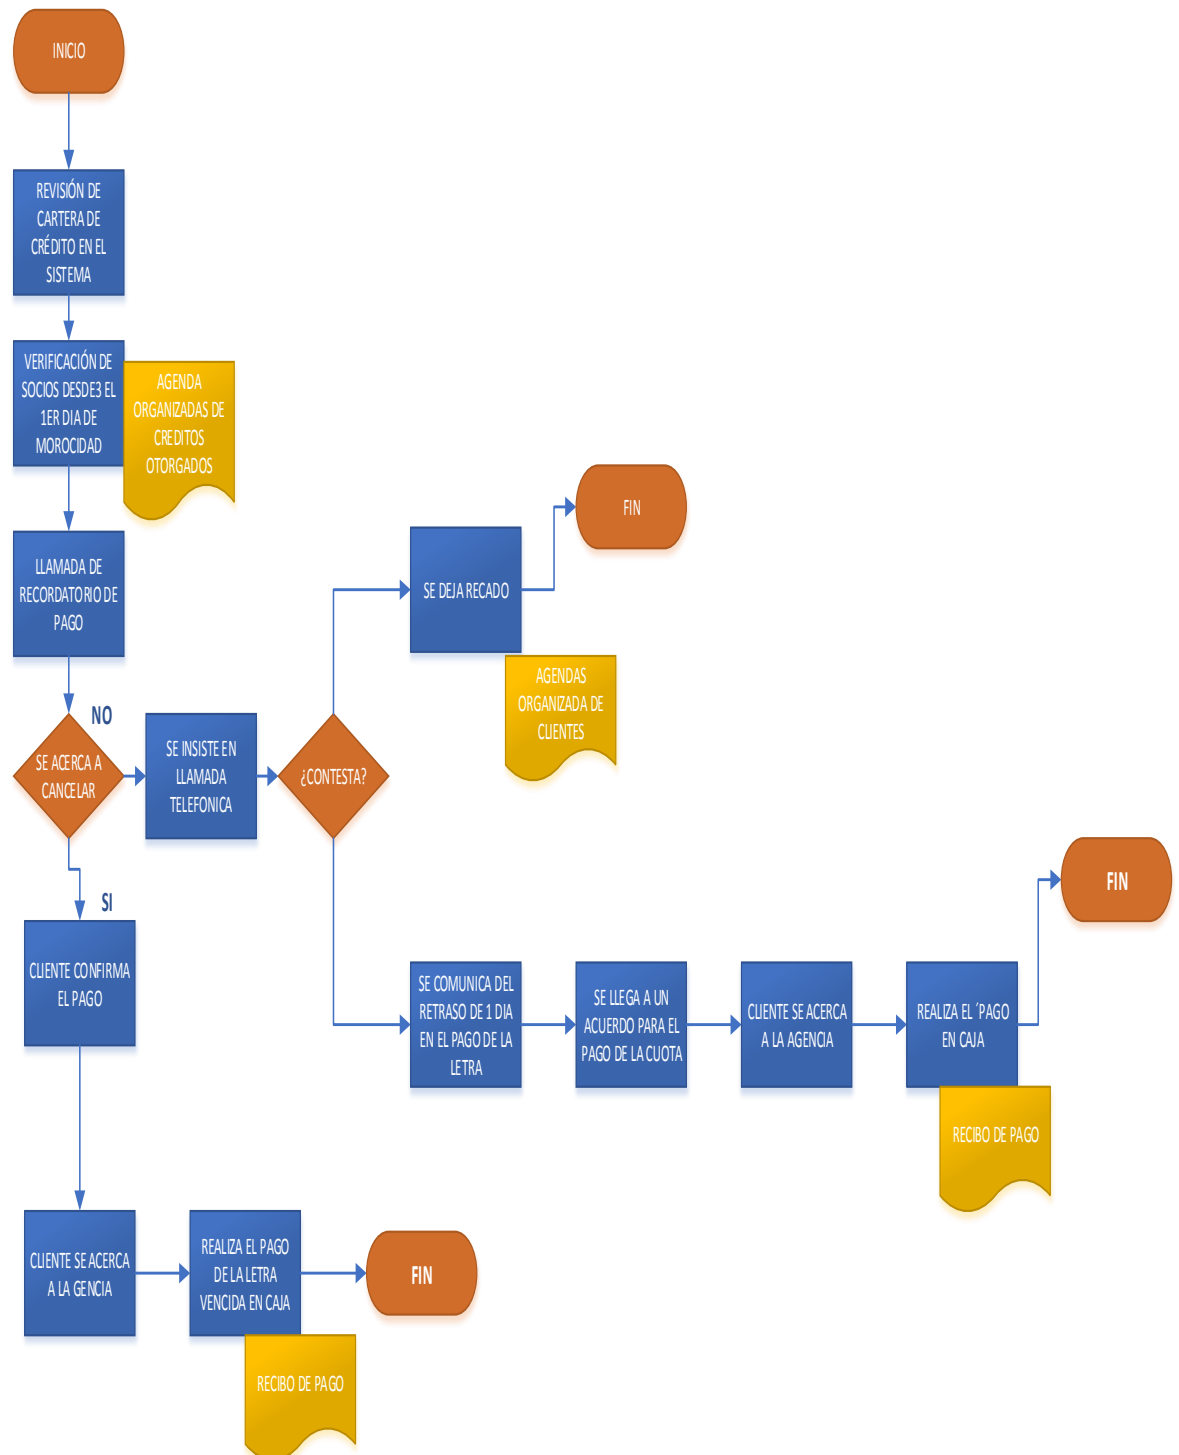 INICIO
REVISIÓN DE
CARTERA DE
CRÉDITO EN EL
SISTEMA
VERIFICACIÓN DE
SOCIOS DESDE3 EL
1ER DIA DE
MOROCIDAD
AGENDA
ORGANIZADAS DE
CREDITOS
OTORGADOS
LLAMADA DE
RECORDATORIO DE
PAGO
NO
SE ACERCA A
CANCELAR
SE INSISTE EN
LLAMADA
TELEFONICA
¿CONTESTA?
SE DEJA RECADO
FIN
AGENDAS
ORGANIZADA DE
CLIENTES
SI
CLIENTE CONFIRMA
EL PAGO
SE COMUNICA DEL
RETRASO DE 1 DIA
EN EL PAGO DE LA
LETRA
SE LLEGA A UN
ACUERDO PARA EL
PAGO DE LA CUOTA
CLIENTE SE ACERCA
A LA AGENCIA
REALIZA EL ´PAGO
EN CAJA
FIN
RECIBO DE PAGO
CLIENTE SE ACERCA
A LA GENCIA
REALIZA EL PAGO
DE LA LETRA
VENCIDA EN CAJA
FIN
RECIBO DE PAGO